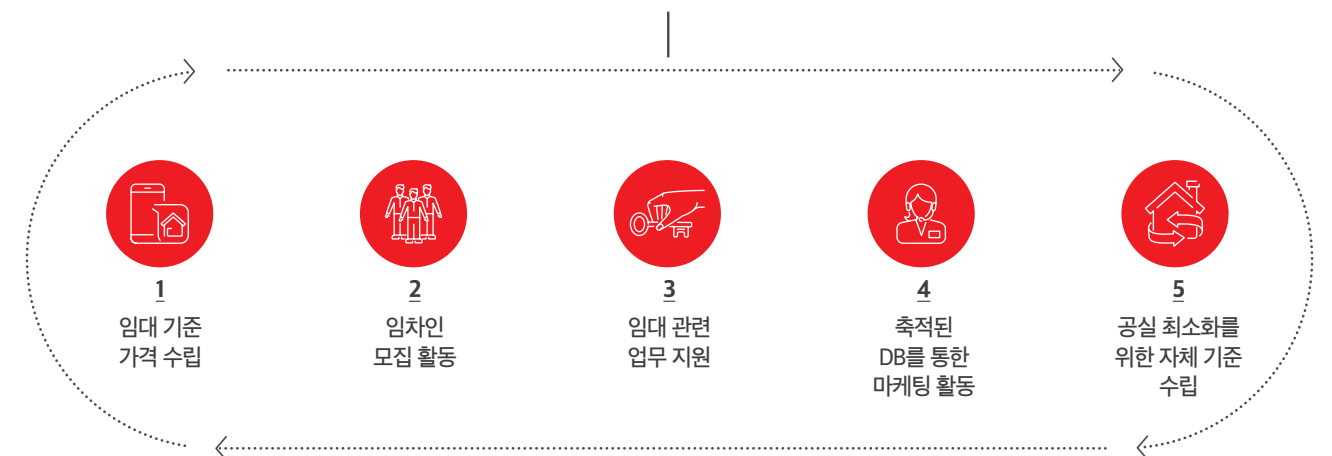 1
임대 기준
가격 수립
2
임차인
모집 활동
3
임대 관련
업무 지원
4
축적된
DB를 통한
마케팅 활동
5
공실 최소화를
위한 자체 기준
수립